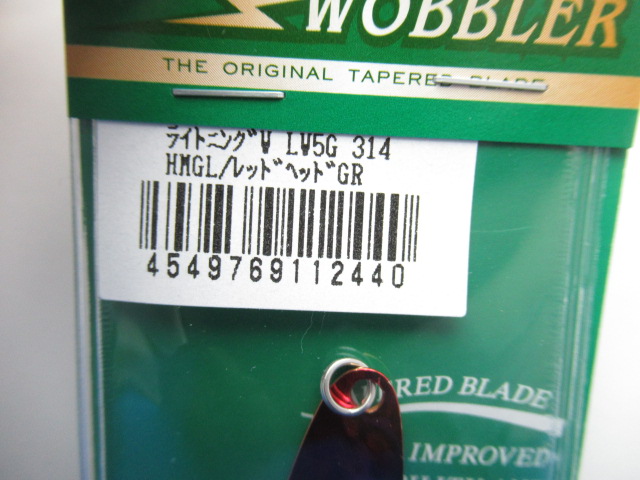 WOBBLER
THE ORIGINAL TAPERED BLADE
ライトニングW LW5G 314
HMGL/レッドヘッドGR
4549769112440
RED BLADE
IMPROVED